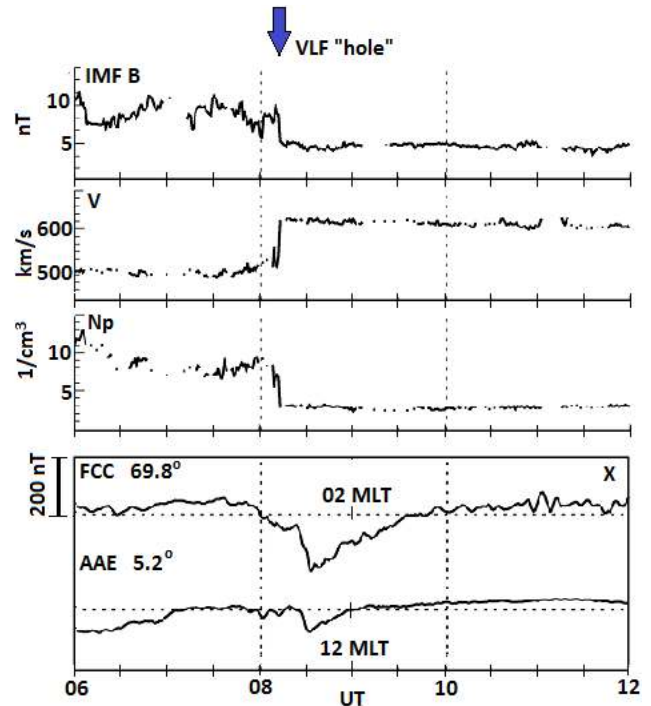 VLF "hole"
IMF B
10
5
nT
V
600
500
km/s
Np
10
5
1/cm³
FCC 69.8°
X
02 MLT
200 nT
AAE 5.2°
12 MLT
06 08 10 12
UT